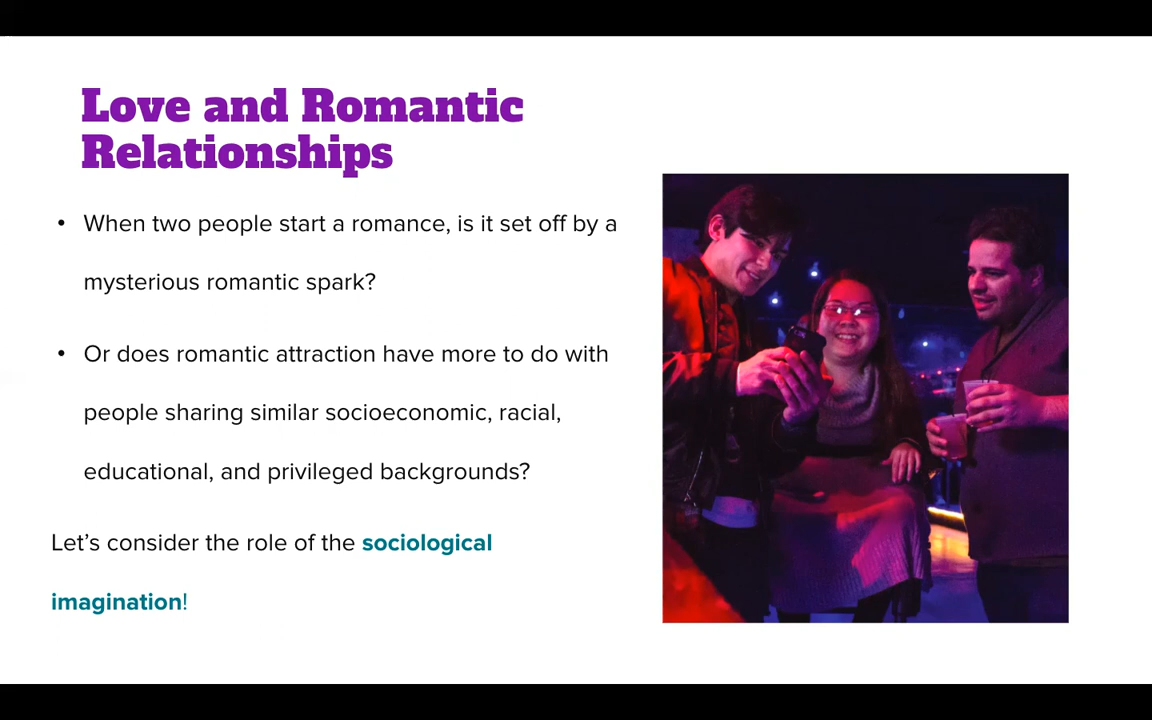 Love and Romantic
Relationships
• When two people start a romance, is it set off by a
mysterious romantic spark?
• Or does romantic attraction have more to do with
people sharing similar socioeconomic, racial,
educational, and privileged backgrounds?
Let’s consider the role of the sociological
imagination!